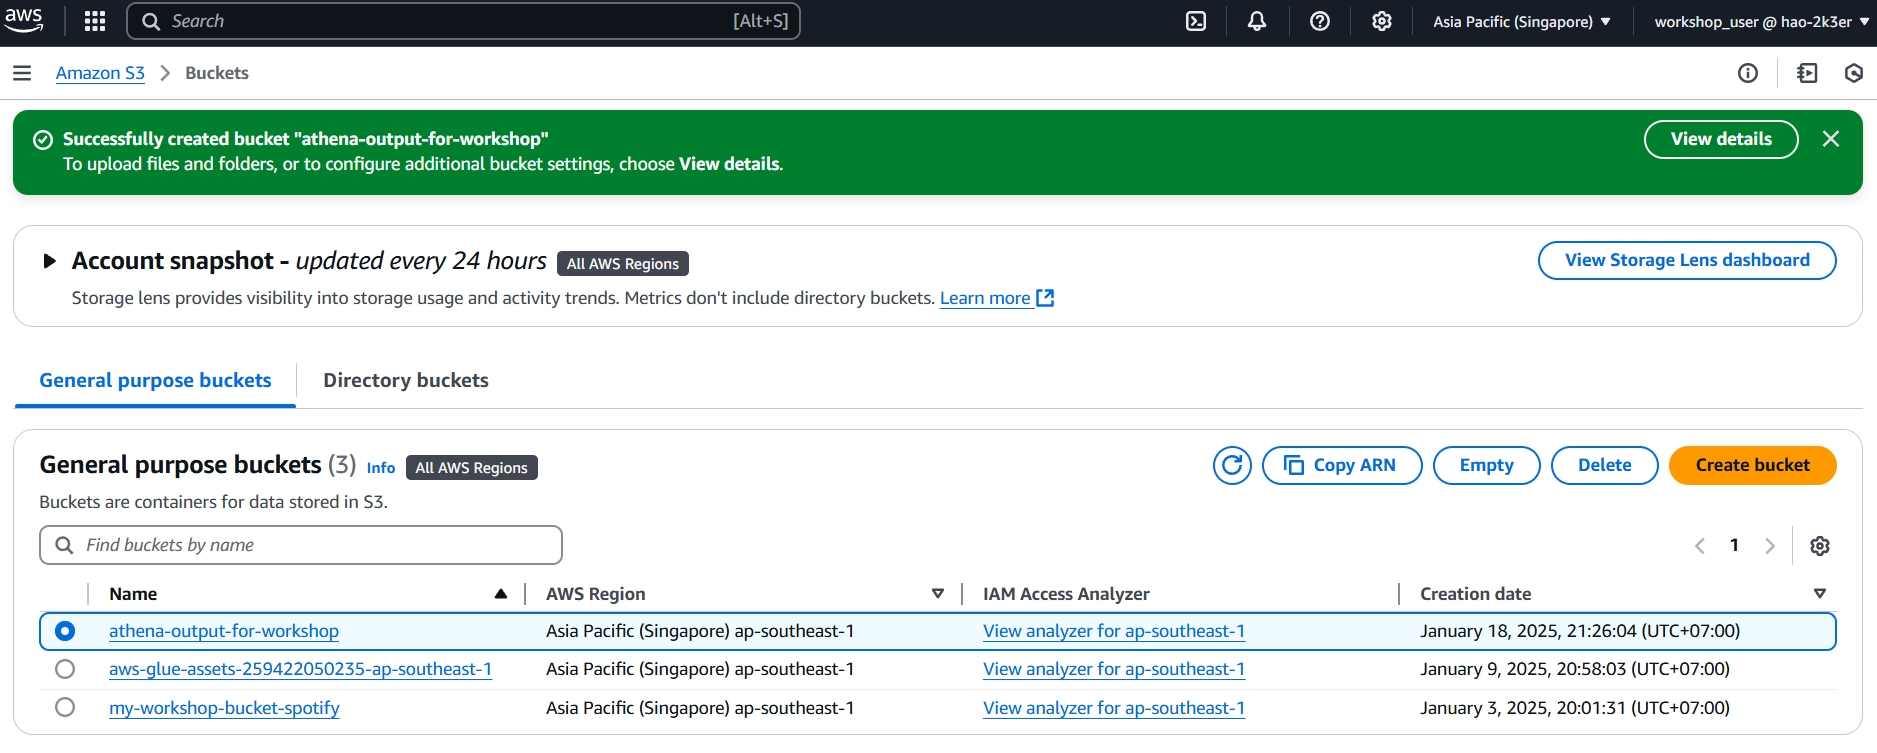 aws
Search [Alt+S]
Asia Pacific (Singapore)
workshop_user @ hao-2k3er
Amazon S3 Buckets
Successfully created bucket "athena-output-for-workshop"
To upload files and folders, or to configure additional bucket settings, choose View details.
View details
Account snapshot - updated every 24 hours All AWS Regions
View Storage Lens dashboard
Storage lens provides visibility into storage usage and activity trends. Metrics don't include directory buckets. Learn more
General purpose buckets Directory buckets
General purpose buckets (3) Info All AWS Regions
Copy ARN Empty Delete Create bucket
Buckets are containers for data stored in S3.
Find buckets by name
1
Name AWS Region IAM Access Analyzer Creation date
athena-output-for-workshop Asia Pacific (Singapore) ap-southeast-1 View analyzer for ap-southeast-1 January 18, 2025, 21:26:04 (UTC+07:00)
aws-glue-assets-259422050235-ap-southeast-1 Asia Pacific (Singapore) ap-southeast-1 View analyzer for ap-southeast-1 January 9, 2025, 20:58:03 (UTC+07:00)
my-workshop-bucket-spotify Asia Pacific (Singapore) ap-southeast-1 View analyzer for ap-southeast-1 January 3, 2025, 20:01:31 (UTC+07:00)